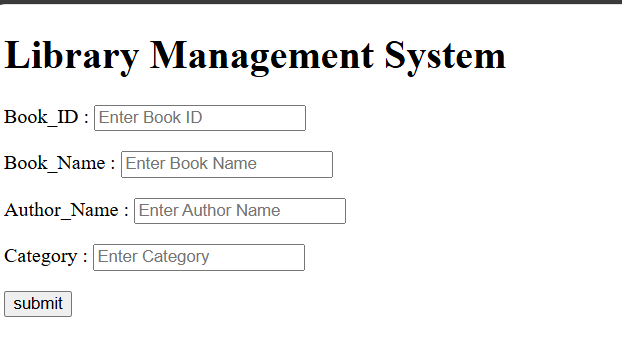 Library Management System
Book_ID : Enter Book ID
Book_Name : Enter Book Name
Author_Name : Enter Author Name
Category : Enter Category
submit